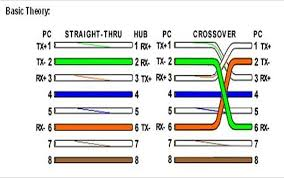 Basic Theory:
PC STRAIGHT-THRU HUB PC CROSSOVER PC
TX+ 1 1 RX+ TX+ 1 1 TX+
TX- 2 2 RX- TX- 2 2 TX-
RX+ 3 3 TX+ RX+ 3 3 RX+
4 4 4 4
5 5 5 5
RX- 6 6 TX- RX- 6 6 RX-
7 7 7 7
8 8 8 8